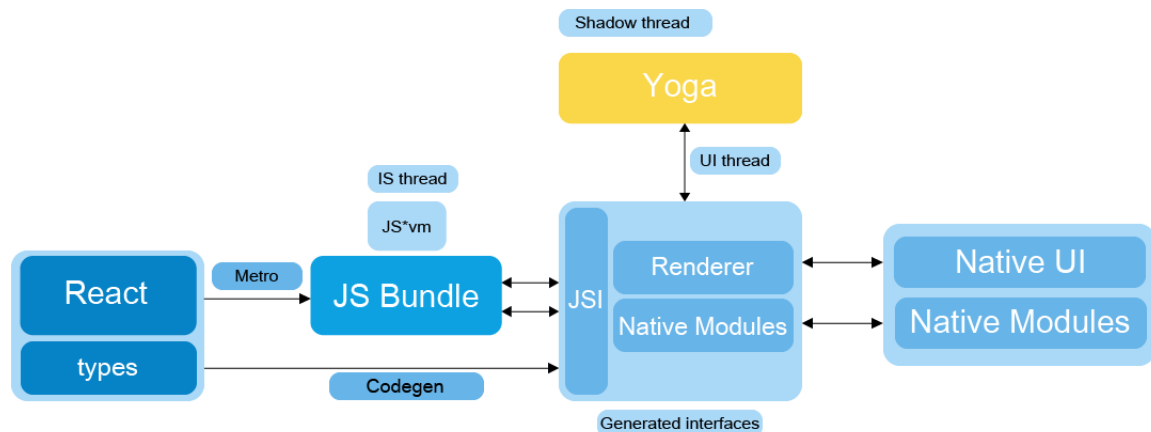 Shadow thread
Yoga
UI thread
IS thread
JS*vm
React
Metro
JS Bundle
JSI
Renderer
Native UI
Native Modules
Native Modules
types
Codegen
Generated interfaces